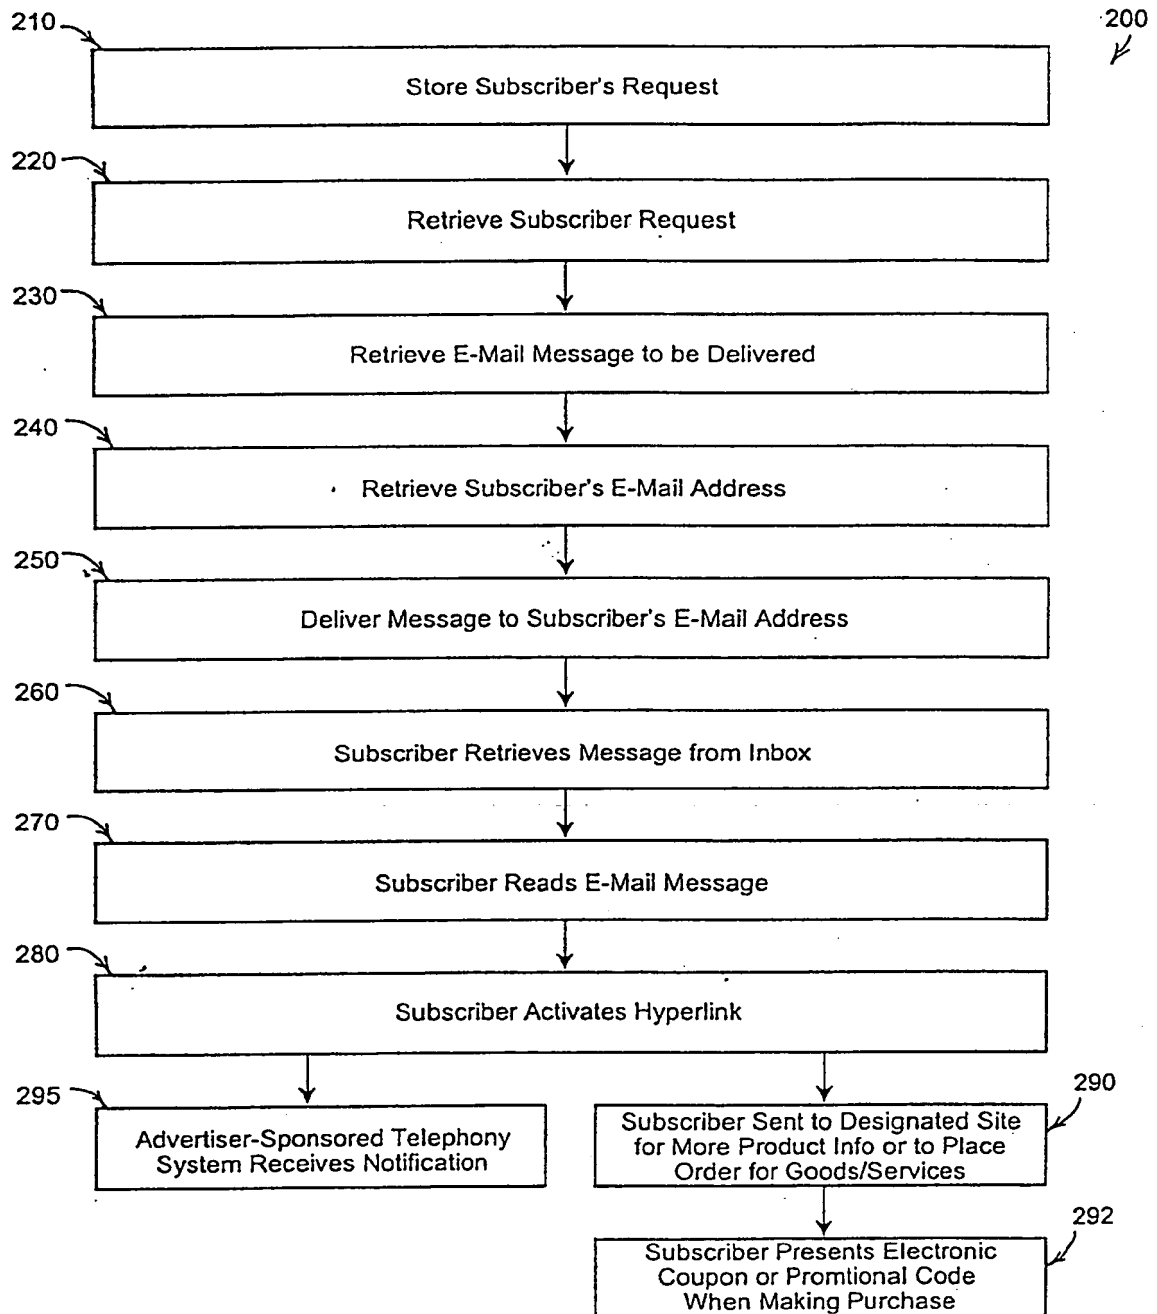 210
200
Store Subscriber's Request
220
Retrieve Subscriber Request
230
Retrieve E-Mail Message to be Delivered
240
Retrieve Subscriber's E-Mail Address
250
Deliver Message to Subscriber's E-Mail Address
260
Subscriber Retrieves Message from Inbox
270
Subscriber Reads E-Mail Message
280
Subscriber Activates Hyperlink
295
Advertiser-Sponsored Telephony
System Receives Notification
290
Subscriber Sent to Designated Site
for More Product Info or to Place
Order for Goods/Services
292
Subscriber Presents Electronic
Coupon or Promtional Code
When Making Purchase